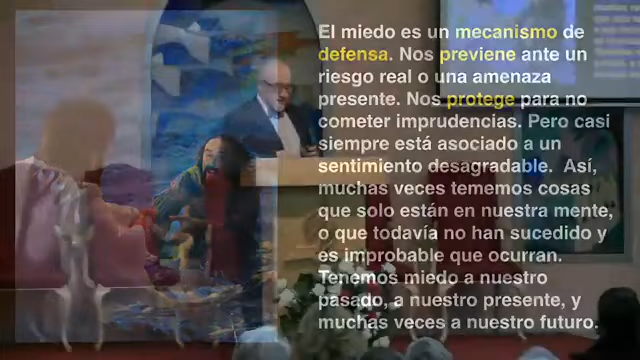 El miedo es un mecanismo de
defensa. Nos previene ante un
riesgo real o una amenaza
presente. Nos protege para no
cometer imprudencias. Pero casi
siempre está asociado a un
sentimiento desagradable. Así,
muchas veces tememos cosas
que solo están en nuestra mente,
o que todavía no han sucedido y
es improbable que ocurran.
Tenemos miedo a nuestro
pasado, a nuestro presente, y
muchas veces a nuestro futuro.